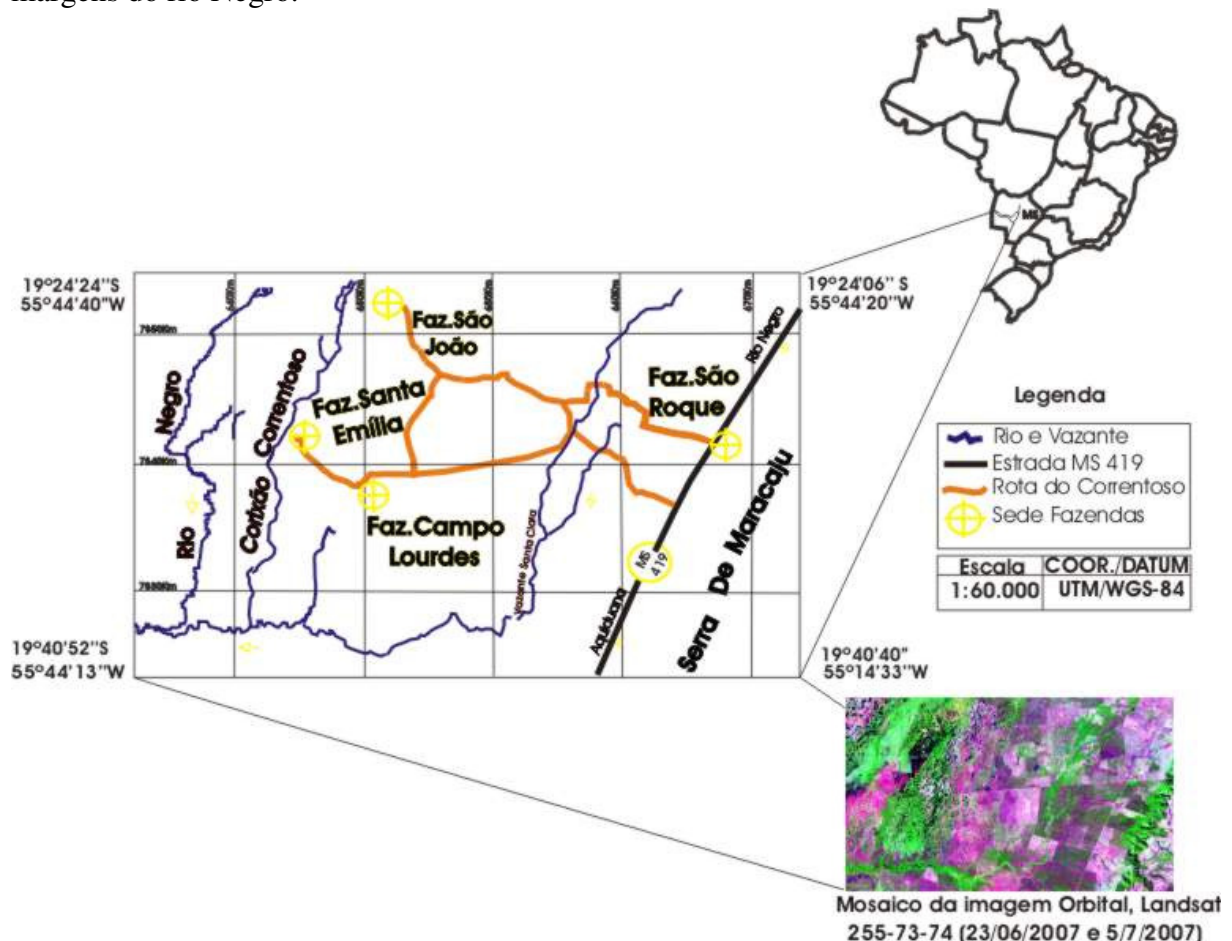 margens do rio Negro.
19°24'24''S
55°44'40''W
19°24'06'' S
55°44'20''W
MS
Rio Negro
Faz.São
João
Faz.Santa
Emília
Faz.São
Roque
Negro
Rio
Correntoso
Corixão
Faz.Campo
Lourdes
Vazante Santa Clara
MS
419
Aquiduana
Serra De Maracaju
19°40'52''S
55°44'13''W
19°40'40''
55°14'33''W
Legenda
Rio e Vazante
Estrada MS 419
Rota do Correntoso
Sede Fazendas
Escala COOR./DATUM
1:60.000 UTM/WGS-84
Mosaico da imagem Orbital, Landsat
255-73-74 (23/06/2007 e 5/7/2007)